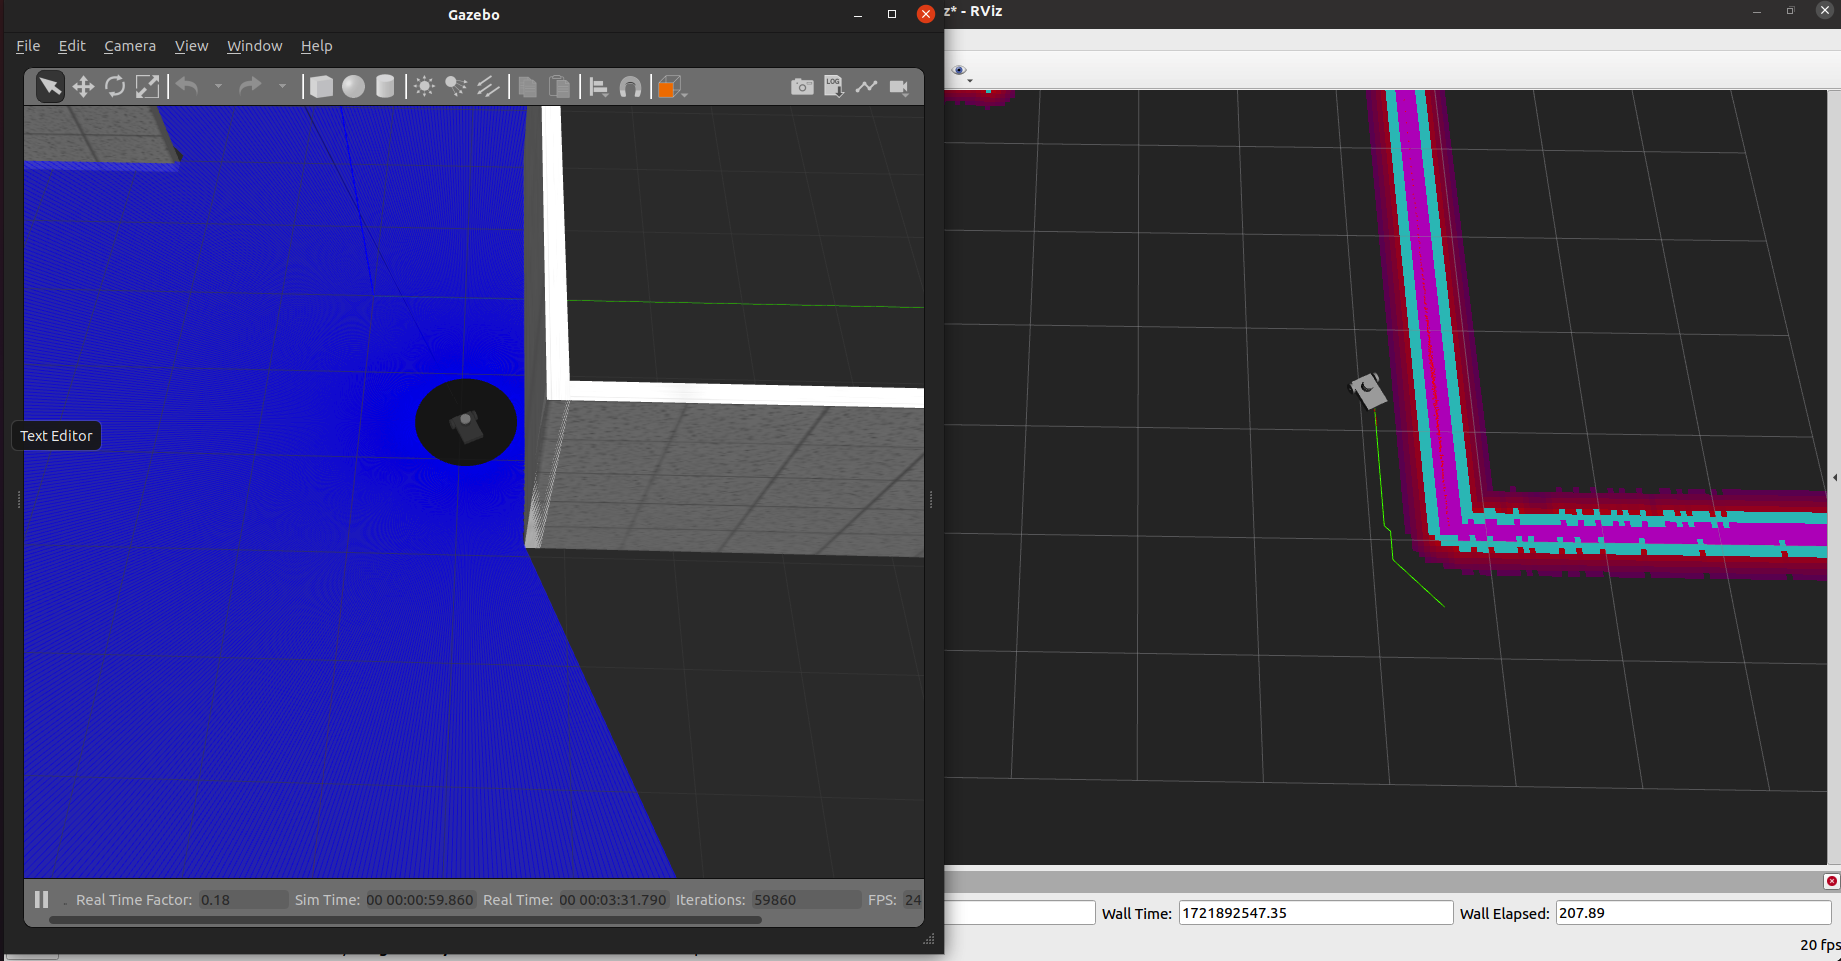 Gazebo
z* - RViz
File Edit Camera View Window Help
LOG
Text Editor
Real Time Factor: 0.18 Sim Time: 00 00:00:59.860 Real Time: 00 00:03:31.790 Iterations: 59860 FPS: 24
Wall Time: 1721892547.35 Wall Elapsed: 207.89
20 fps